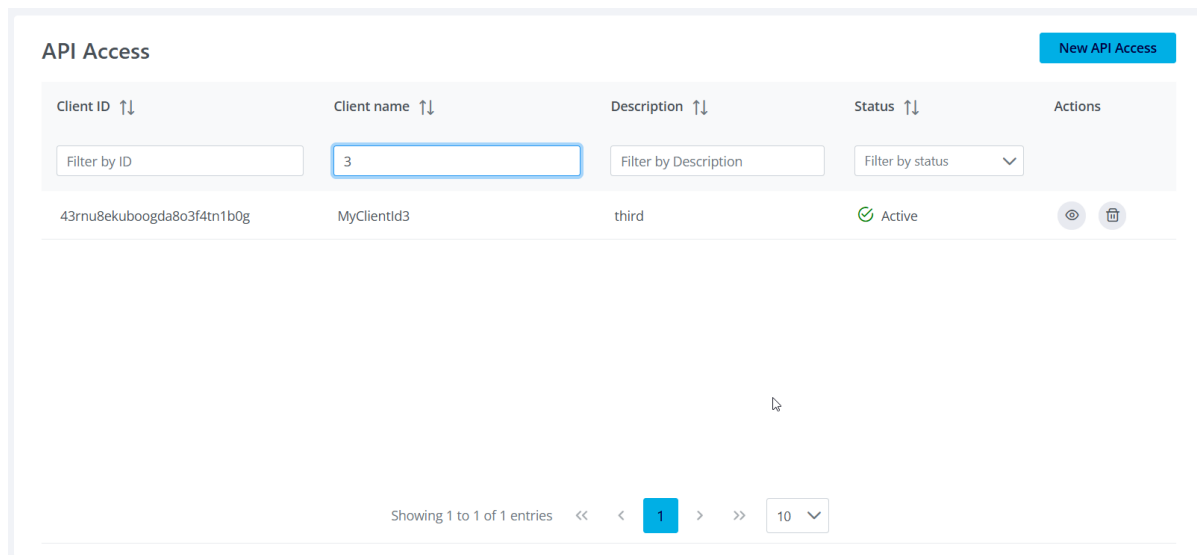 API Access
New API Access
Client ID Client name Description Status Actions
Filter by ID 3 Filter by Description Filter by status
43rnu8ekuboogda8o3f4tn1b0g MyClientId3 third Active
Showing 1 to 1 of 1 entries << < 1 > >> 10